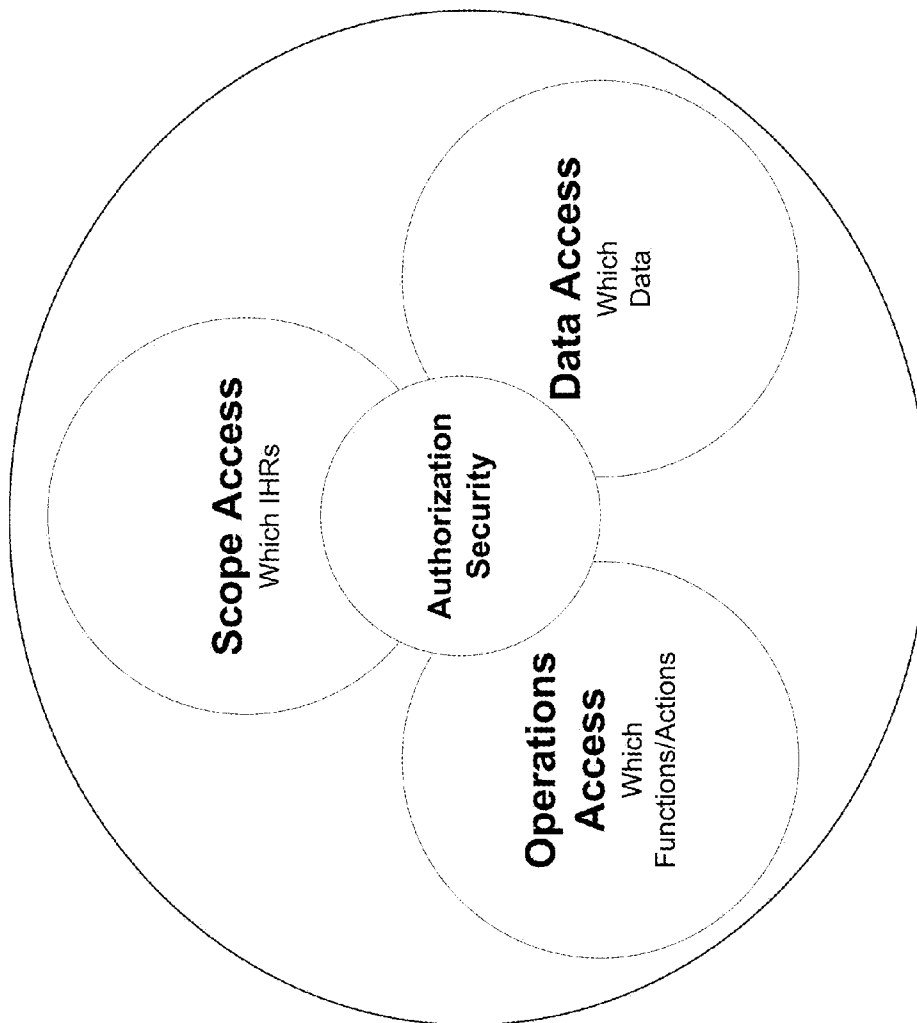 Scope Access
Which IHRs
Authorization
Security
Operations
Access
Which
Functions/Actions
Data Access
Which
Data